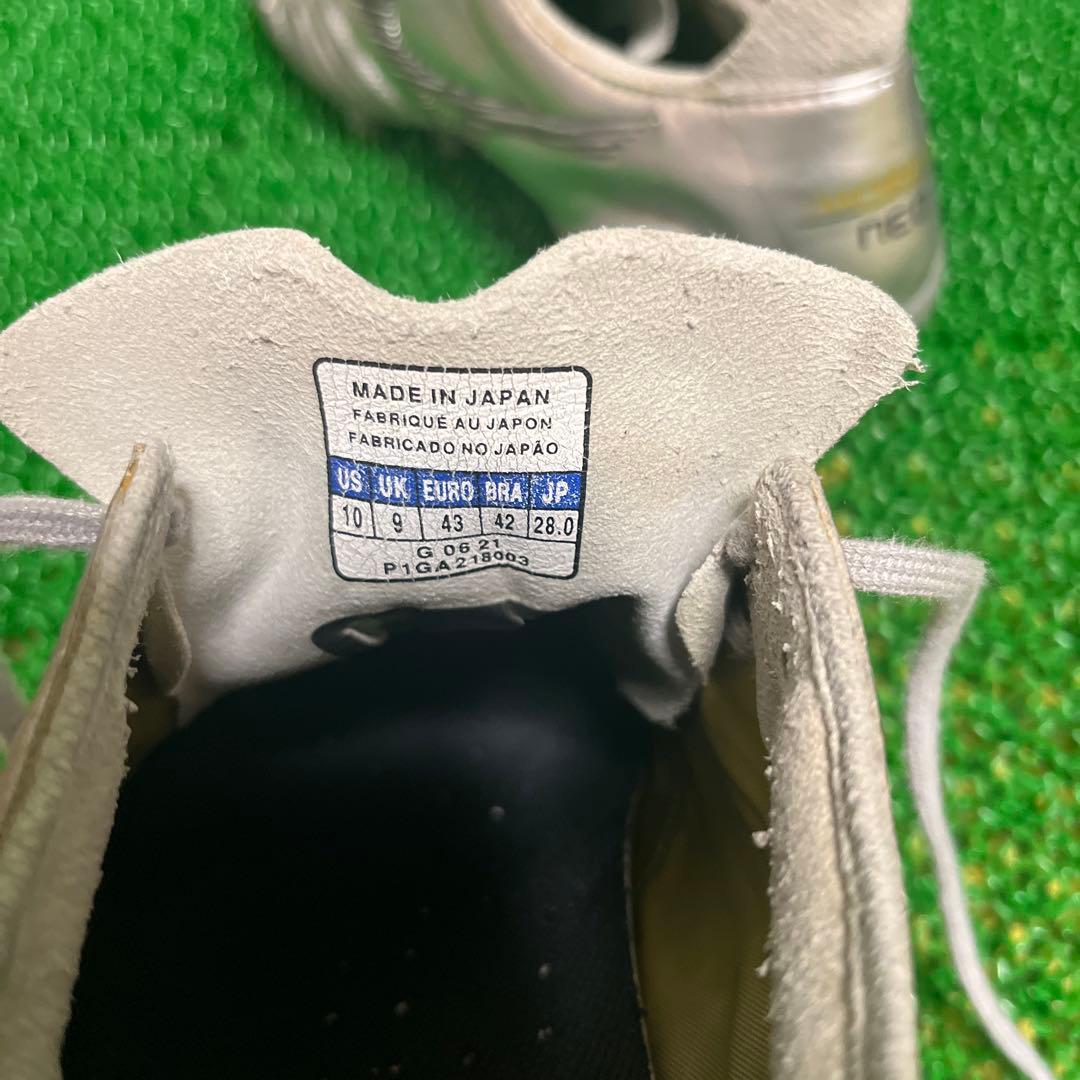 MADE IN JAPAN
FABRIQUÉ AU JAPON
FABRICADO NO JAPÃO
US UK EURO BRA JP
10 9 43 42 28.0
G 06 21
P1GA218003